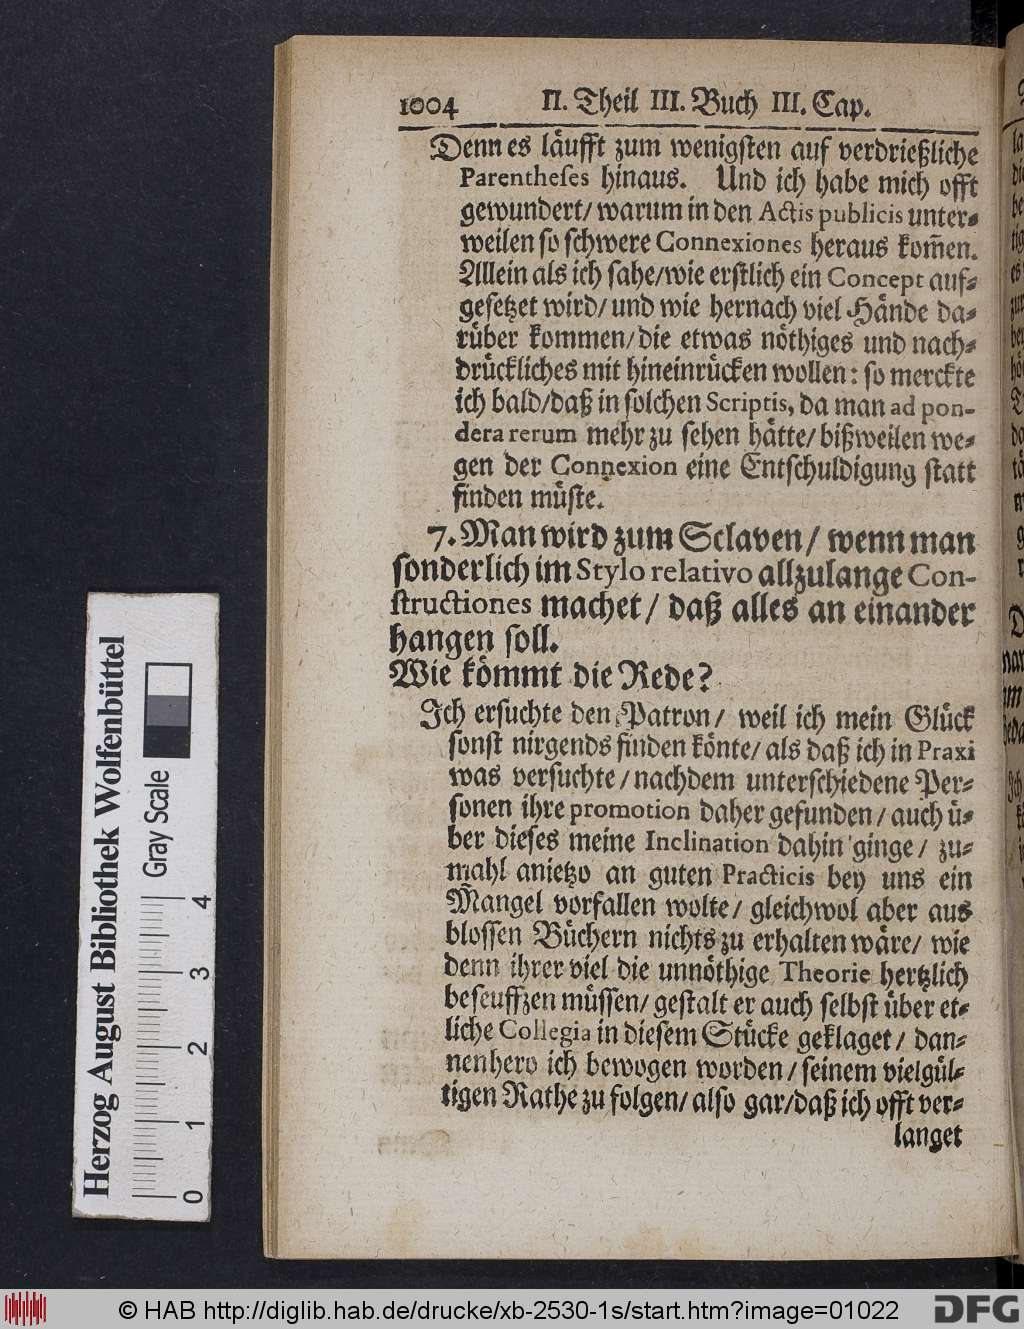 1004 II. Theil III. Buch III. Cap.
Denn es läufft zum wenigsten auf verdrießliche
Parentheses hinaus. Und ich habe mich offt
gewundert/ warum in den Actis publicis unter-
weilen so schwere Connexiones heraus kom̃en.
Allein als ich sahe/wie erstlich ein Concept auf-
gesetzet wird/ und wie hernach viel Hände da-
rüber kommen/ die etwas nöthiges und nach-
drückliches mit hineinrücken wollen: so merckte
ich bald/daß in solchen Scriptis, da man ad pon-
dera rerum mehr zu sehen hätte/ bißweilen we-
gen der Connexion eine Entschuldigung statt
finden müste.
7. Man wird zum Sclaven/ wenn man
sonderlich im Stylo relativo allzulange Con-
structiones machet/ daß alles an einander
hangen soll.
Wie kömmt die Rede?
Ich ersuchte den Patron/ weil ich mein Glück
sonst nirgends finden könte/ als daß ich in Praxi
was versuchte/ nachdem unterschiedene Per-
sonen ihre promotion daher gefunden/ auch ü-
ber dieses meine Inclination dahin ginge/ zu-
mahl anietzo an guten Practicis bey uns ein
Mangel vorfallen wolte/ gleichwol aber aus
blossen Büchern nichts zu erhalten wäre/ wie
denn ihrer viel die unnöthige Theorie hertzlich
beseuffzen müssen/ gestalt er auch selbst über et-
liche Collegia in diesem Stücke geklaget/ dan-
nenhero ich bewogen worden/ seinem vielgül-
tigen Rathe zu folgen/ also gar/daß ich offt ver-
langet
Herzog August Bibliothek Wolfenbüttel
Gray Scale
0 1 2 3 4
© HAB http://diglib.hab.de/drucke/xb-2530-1s/start.htm?image=01022
DFG